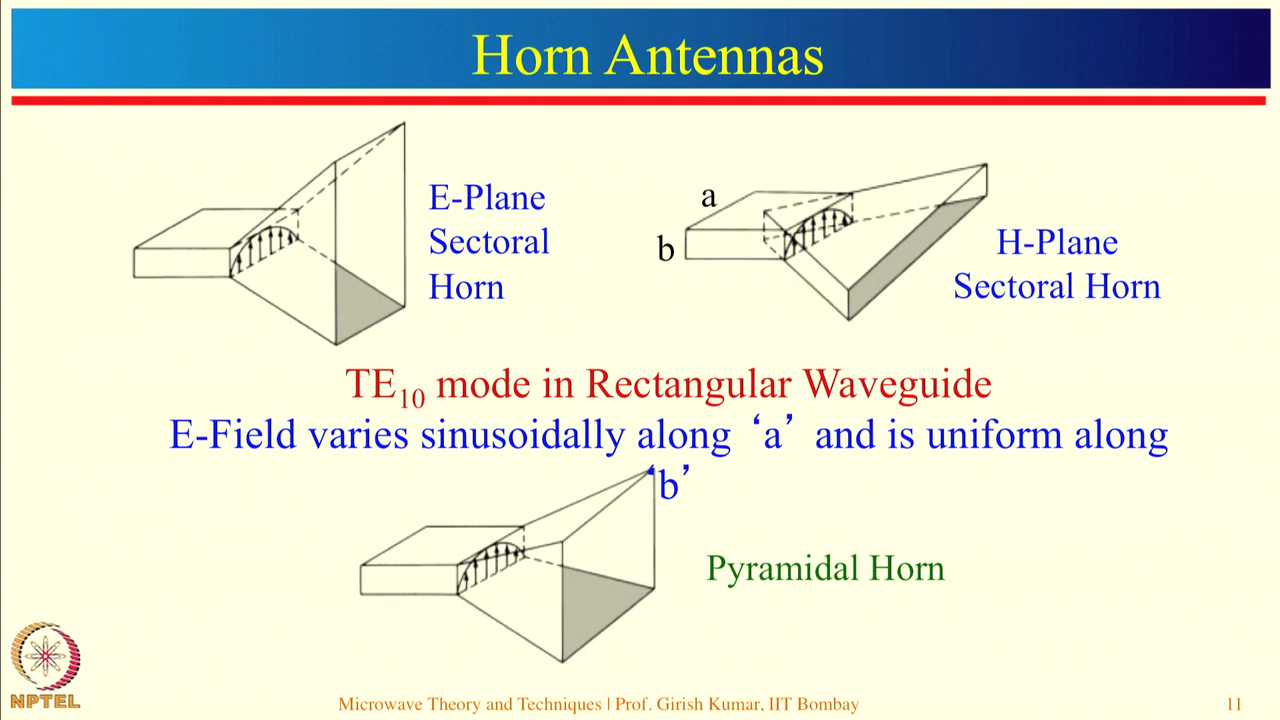 Horn Antennas
E-Plane
Sectoral
Horn
a
b
H-Plane
Sectoral Horn
TE₁₀ mode in Rectangular Waveguide
E-Field varies sinusoidally along ‘a’ and is uniform along
‘b’
Pyramidal Horn
NPTEL
Microwave Theory and Techniques | Prof. Girish Kumar, IIT Bombay
11